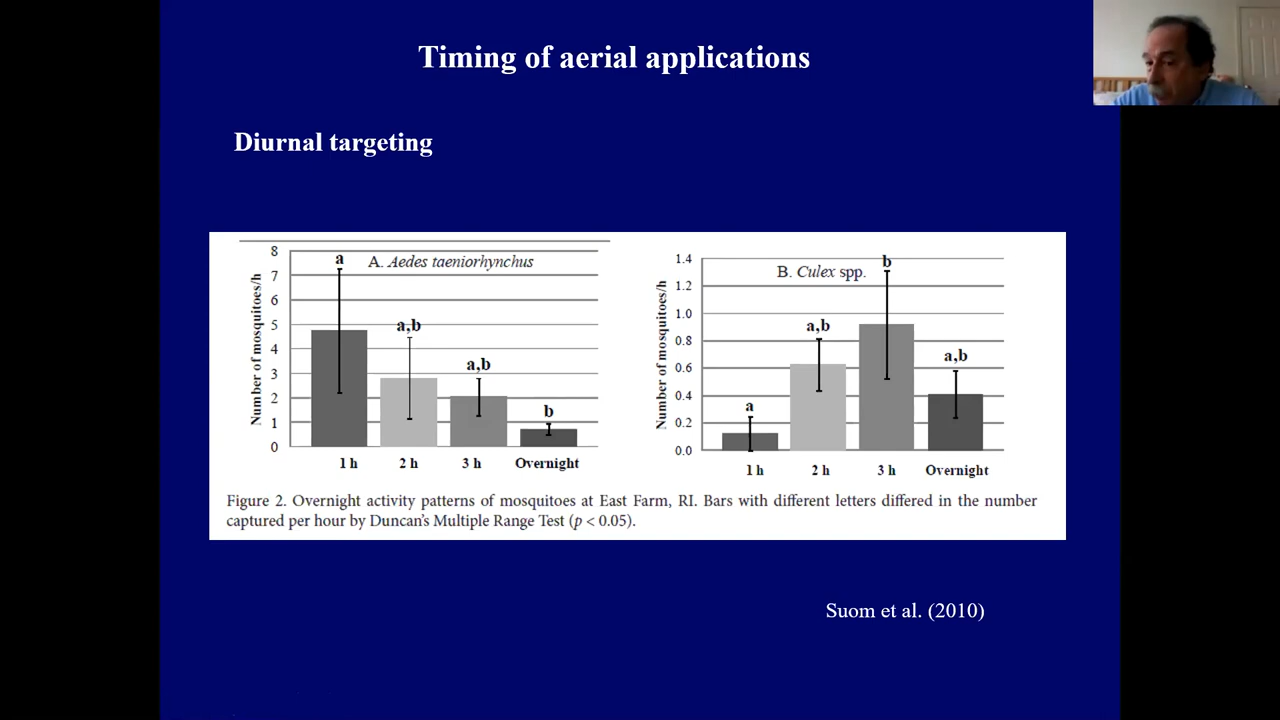 Timing of aerial applications
Diurnal targeting
A. Aedes taeniorhynchus
Number of mosquitoes/h
8
7
6
5
4
3
2
1
0
a
a,b
a,b
b
1 h 2 h 3 h Overnight
B. Culex spp.
Number of mosquitoes/h
1.4
1.2
1.0
0.8
0.6
0.4
0.2
0.0
a
a,b
b
a,b
1 h 2 h 3 h Overnight
Figure 2. Overnight activity patterns of mosquitoes at East Farm, RI. Bars with different letters differed in the number
captured per hour by Duncan's Multiple Range Test (p < 0.05).
Suom et al. (2010)